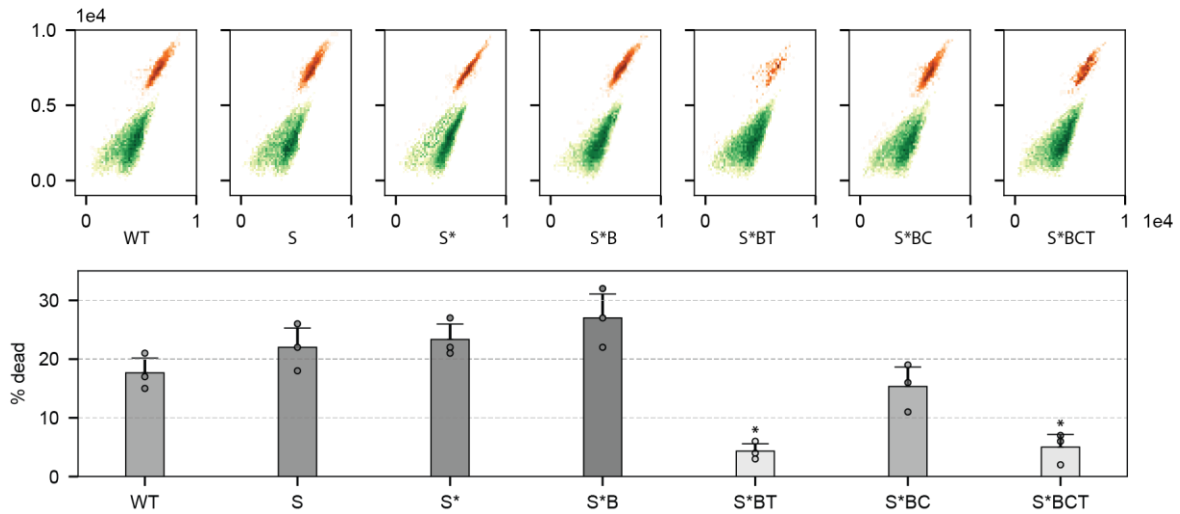 1e4
1.0
0.5
0.0
0 1 0 1 0 1 0 1 0 1 0 1 0 1 1e4
WT S S* S*B S*BT S*BC S*BCT
% dead
30
20
10
0
* *
WT S S* S*B S*BT S*BC S*BCT